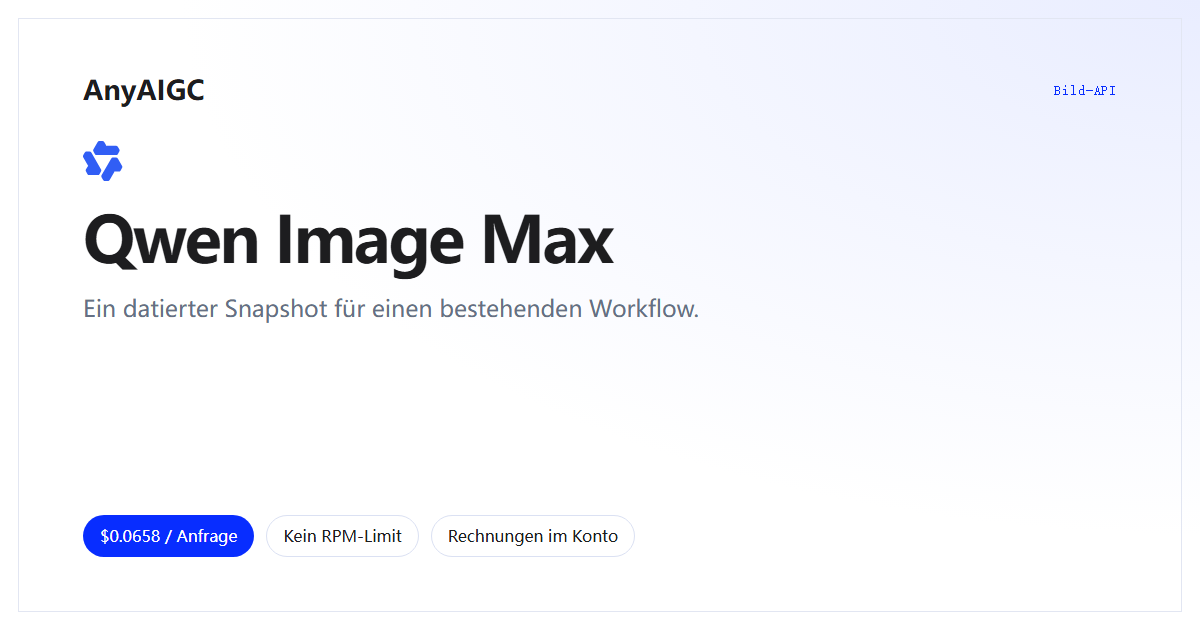 AnyAIGC
Bild-API
Qwen Image Max
Ein datierter Snapshot für einen bestehenden Workflow.
$0.0658 / Anfrage
Kein RPM-Limit
Rechnungen im Konto